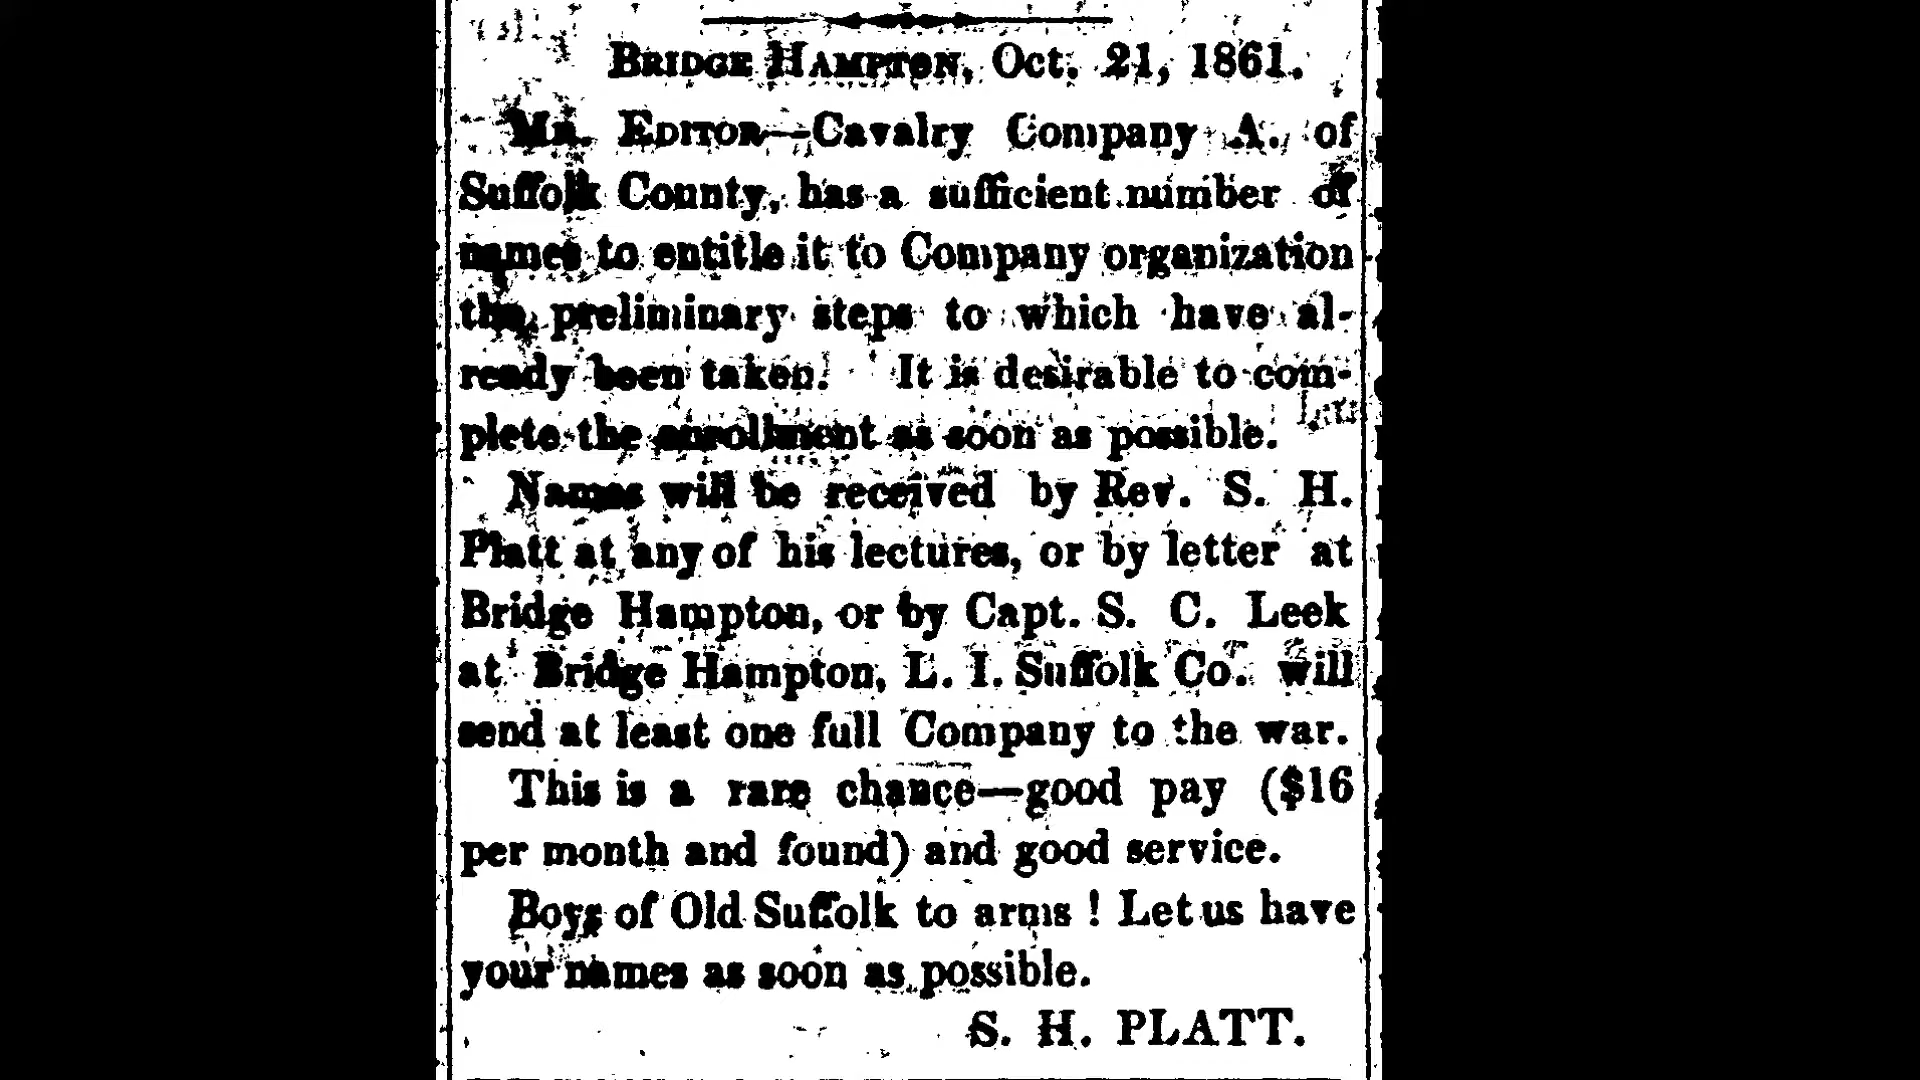 BRIDGE HAMPTON, Oct. 21, 1861.
MR. EDITOR—Cavalry Company A. of
Suffolk County, has a sufficient number of
names to entitle it to Company organization
the preliminary steps to which have al-
ready been taken. It is desirable to com-
plete the enrollment as soon as possible.
Names will be received by Rev. S. H.
Platt at any of his lectures, or by letter at
Bridge Hampton, or by Capt. S. C. Leek
at Bridge Hampton, L. I. Suffolk Co. will
send at least one full Company to the war.
This is a rare chance—good pay ($16
per month and found) and good service.
Boys of Old Suffolk to arms ! Let us have
your names as soon as possible.
S. H. PLATT.